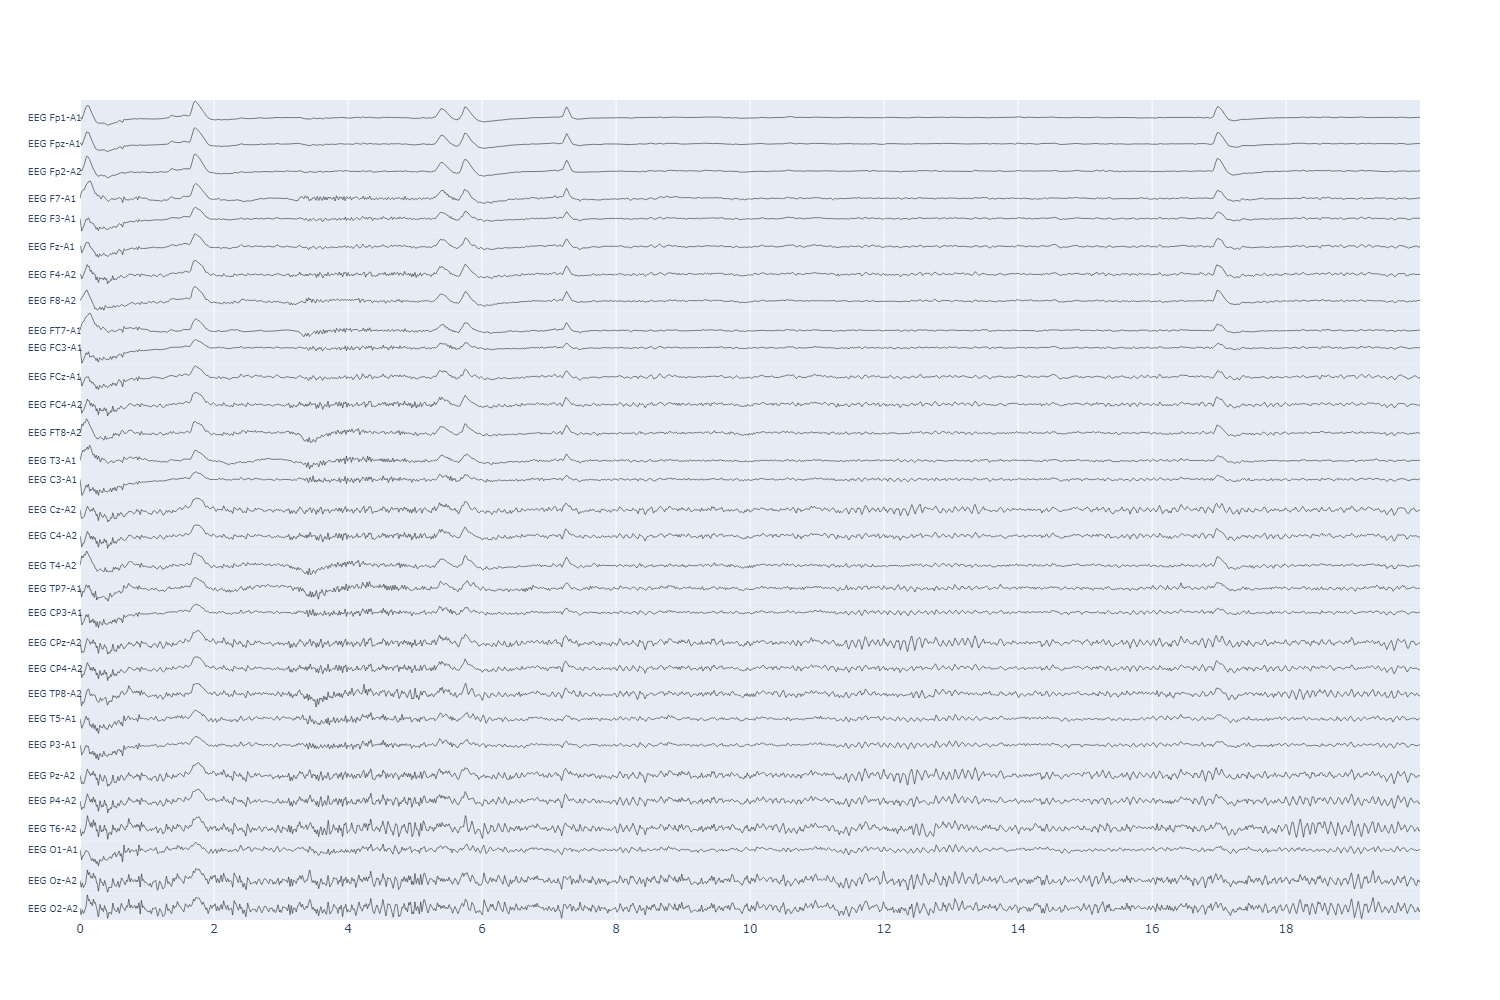 EEG Fp1-A1
EEG Fpz-A1
EEG Fp2-A2
EEG F7-A1
EEG F3-A1
EEG Fz-A1
EEG F4-A2
EEG F8-A2
EEG FT7-A1
EEG FC3-A1
EEG FCz-A1
EEG FC4-A2
EEG FT8-A2
EEG T3-A1
EEG C3-A1
EEG Cz-A2
EEG C4-A2
EEG T4-A2
EEG TP7-A1
EEG CP3-A1
EEG CPz-A2
EEG CP4-A2
EEG TP8-A2
EEG T5-A1
EEG P3-A1
EEG Pz-A2
EEG P4-A2
EEG T6-A2
EEG O1-A1
EEG Oz-A2
EEG O2-A2
0 2 4 6 8 10 12 14 16 18